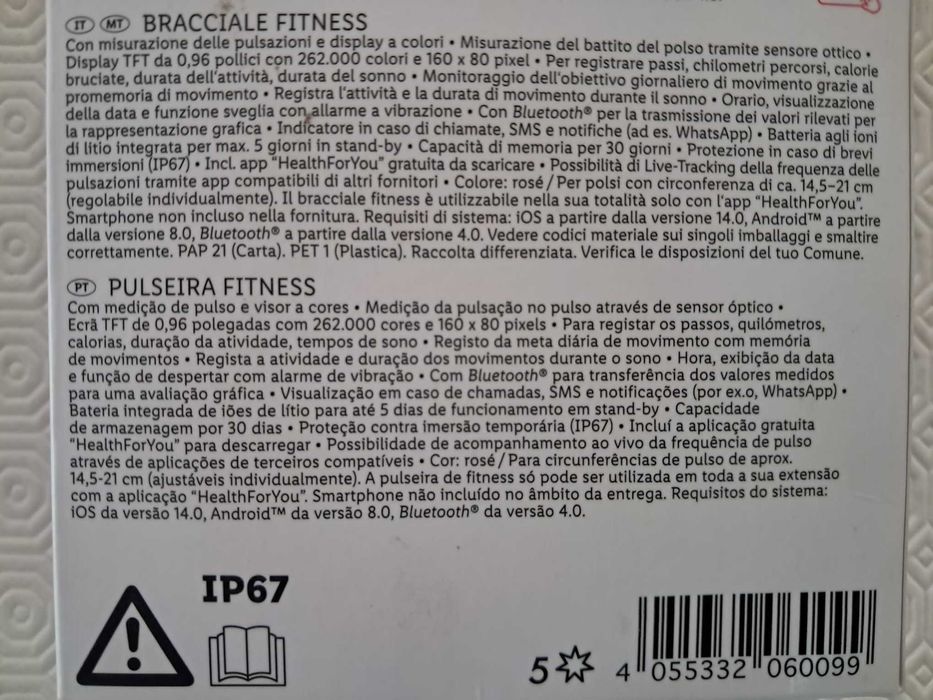 IT MT BRACCIALE FITNESS
Con misurazione delle pulsazioni e display a colori • Misurazione del battito del polso tramite sensore ottico •
Display TFT da 0,96 pollici con 262.000 colori e 160 x 80 pixel • Per registrare passi, chilometri percorsi, calorie
bruciate, durata dell'attività, durata del sonno • Monitoraggio dell'obiettivo giornaliero di movimento grazie al
promemoria di movimento • Registra l'attività e la durata di movimento durante il sonno • Orario, visualizzazione
della data e funzione sveglia con allarme a vibrazione • Con Bluetooth® per la trasmissione dei valori rilevati per
la rappresentazione grafica • Indicatore in caso di chiamate, SMS e notifiche (ad es. WhatsApp) • Batteria agli ioni
di litio integrata per max. 5 giorni in stand-by • Capacità di memoria per 30 giorni • Protezione in caso di brevi
immersioni (IP67) • Incl. app “HealthForYou” gratuita da scaricare • Possibilità di Live-Tracking della frequenza delle
pulsazioni tramite app compatibili di altri fornitori • Colore: rosé / Per polsi con circonferenza di ca. 14,5–21 cm
(regolabile individualmente). Il bracciale fitness è utilizzabile nella sua totalità solo con l'app “HealthForYou”.
Smartphone non incluso nella fornitura. Requisiti di sistema: iOS a partire dalla versione 14.0, Android™ a partire
dalla versione 8.0, Bluetooth® a partire dalla versione 4.0. Vedere codici materiale sui singoli imballaggi e smaltire
correttamente. PAP 21 (Carta). PET 1 (Plastica). Raccolta differenziata. Verifica le disposizioni del tuo Comune.
PT PULSEIRA FITNESS
Com medição de pulso e visor a cores • Medição da pulsação no pulso através de sensor óptico •
Ecrã TFT de 0,96 polegadas com 262.000 cores e 160 x 80 pixels • Para registar os passos, quilómetros,
calorias, duração da atividade, tempos de sono • Registo da meta diária de movimento com memória
de movimentos • Regista a atividade e duração dos movimentos durante o sono • Hora, exibição da data
e função de despertar com alarme de vibração • Com Bluetooth® para transferência dos valores medidos
para uma avaliação gráfica • Visualização em caso de chamadas, SMS e notificações (por ex.o, WhatsApp) •
Bateria integrada de iões de lítio para até 5 dias de funcionamento em stand-by • Capacidade
de armazenagem por 30 dias • Proteção contra imersão temporária (IP67) • Incluí a aplicação gratuita
“HealthForYou” para descarregar • Possibilidade de acompanhamento ao vivo da frequência de pulso
através de aplicações de terceiros compatíveis • Cor: rosé / Para circunferências de pulso de aprox.
14,5-21 cm (ajustáveis individualmente). A pulseira de fitness só pode ser utilizada em toda a sua extensão
com a aplicação “HealthForYou”. Smartphone não incluído no âmbito da entrega. Requisitos do sistema:
iOS da versão 14.0, Android™ da versão 8.0, Bluetooth® da versão 4.0.
IP67
5
4 055332 060099